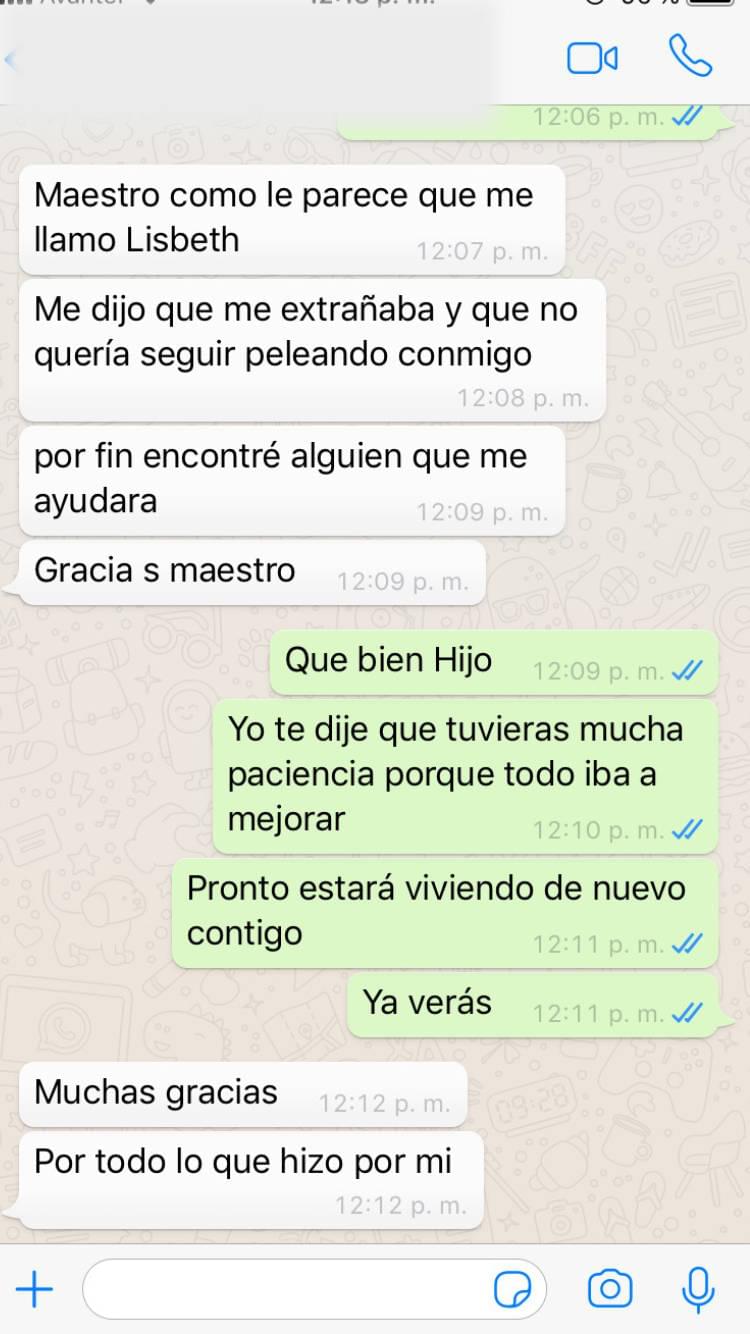 12:06 p. m.
Maestro como le parece que me
llamo Lisbeth
12:07 p. m.
Me dijo que me extrañaba y que no
quería seguir peleando conmigo
12:08 p. m.
por fin encontré alguien que me
ayudara
12:09 p. m.
Gracia s maestro
12:09 p. m.
Que bien Hijo
12:09 p. m.
Yo te dije que tuvieras mucha
paciencia porque todo iba a
mejorar
12:10 p. m.
Pronto estará viviendo de nuevo
contigo
12:11 p. m.
Ya verás
12:11 p. m.
Muchas gracias
12:12 p. m.
Por todo lo que hizo por mi
12:12 p. m.